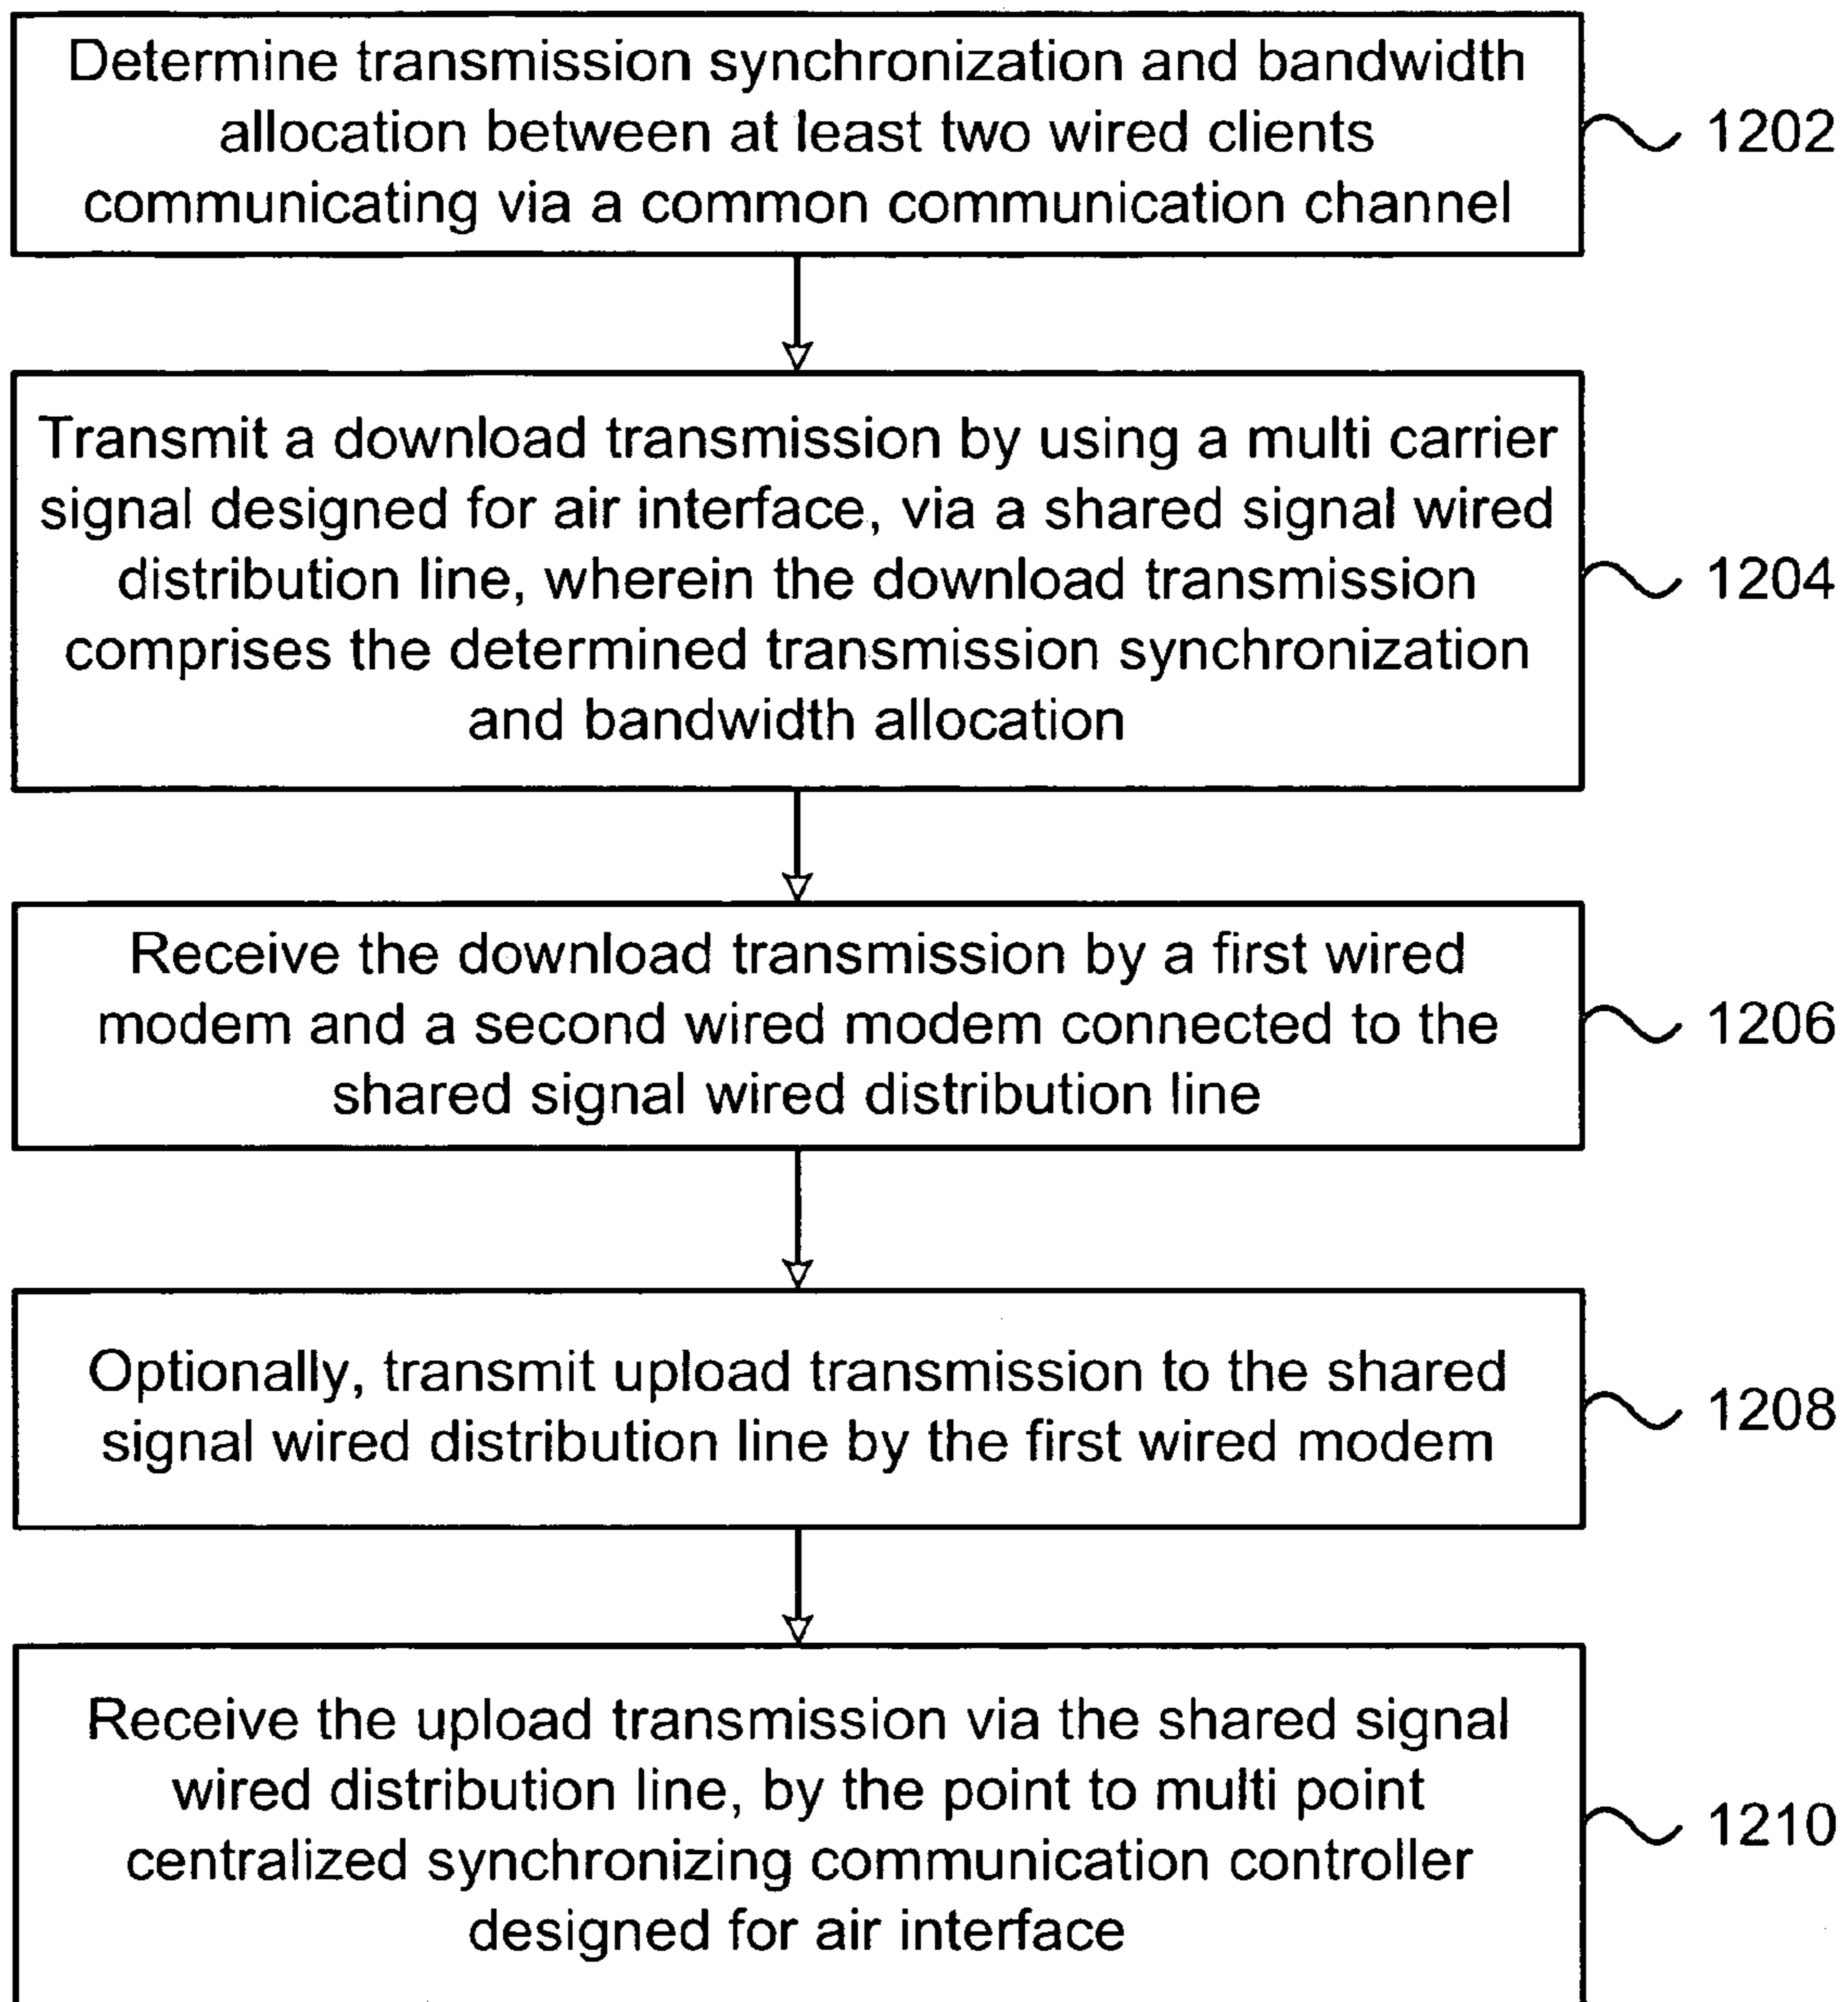 Determine transmission synchronization and bandwidth
allocation between at least two wired clients
communicating via a common communication channel
1202
Transmit a download transmission by using a multi carrier
signal designed for air interface, via a shared signal wired
distribution line, wherein the download transmission
comprises the determined transmission synchronization
and bandwidth allocation
1204
Receive the download transmission by a first wired
modem and a second wired modem connected to the
shared signal wired distribution line
1206
Optionally, transmit upload transmission to the shared
signal wired distribution line by the first wired modem
1208
Receive the upload transmission via the shared signal
wired distribution line, by the point to multi point
centralized synchronizing communication controller
designed for air interface
1210